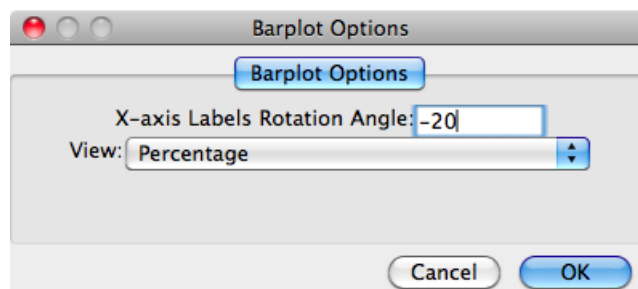 Barplot Options
Barplot Options
X-axis Labels Rotation Angle: -20
View: Percentage
Cancel OK